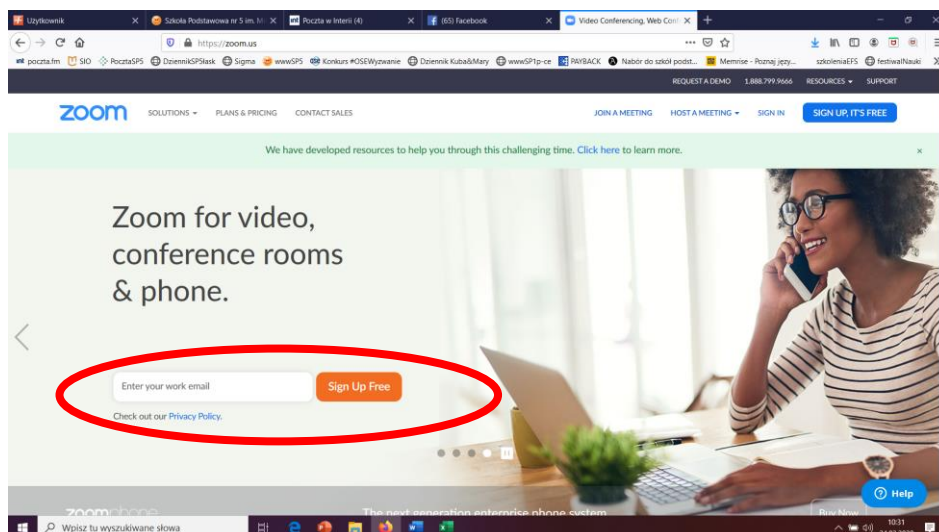 Użytkownik
Szkoła Podstawowa nr 5 im. M
Poczta w Interii (4)
(65) Facebook
Video Conferencing, Web Conf
https://zoom.us
poczta.fm
SIO
PocztaSP5
DziennikSP5łask
Sigma
wwwSP5
Konkurs #OSEWyzwanie
Dziennik Kuba&Mary
wwwSP1p-ce
PAYBACK
Nabór do szkół podst...
Memrise - Poznaj języ...
szkoleniaEFS
festiwalNauki
REQUEST A DEMO
1.888.799.9666
RESOURCES
SUPPORT
zoom
SOLUTIONS
PLANS & PRICING
CONTACT SALES
JOIN A MEETING
HOST A MEETING
SIGN IN
SIGN UP, IT'S FREE
We have developed resources to help you through this challenging time. Click here to learn more.
Zoom for video,
conference rooms
& phone.
Enter your work email
Sign Up Free
Check out our Privacy Policy.
Help
zoomphone
The next generation enterprise phone system
Buy Now
Wpisz tu wyszukiwane słowa
10:31